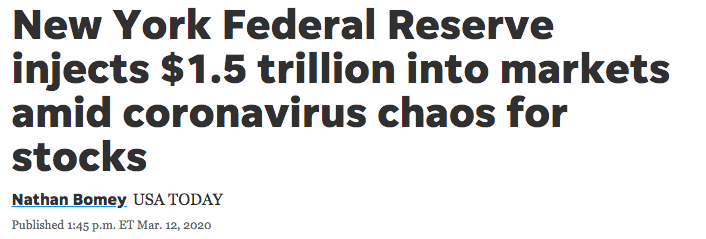 New York Federal Reserve
injects $1.5 trillion into markets
amid coronavirus chaos for
stocks
Nathan Bomey USA TODAY
Published 1:45 p.m. ET Mar. 12, 2020